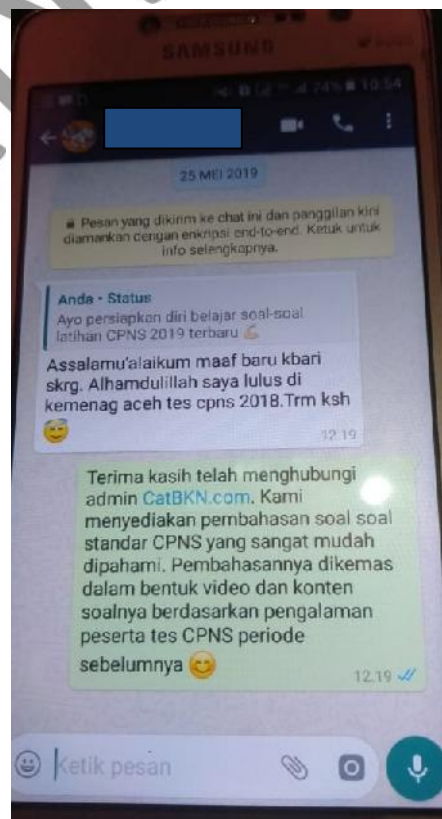 SAMSUNG
74% 10:54
25 MEI 2019
Pesan yang dikirim ke chat ini dan panggilan kini
diamankan dengan enkripsi end-to-end. Ketuk untuk
info selengkapnya.
Anda • Status
Ayo persiapkan diri belajar soal-soal
latihan CPNS 2019 terbaru 💪
Assalamu'alaikum maaf baru kbari
skrg. Alhamdulillah saya lulus di
kemenag aceh tes cpns 2018.Trm ksh
😇
12.19
Terima kasih telah menghubungi
admin CatBKN.com. Kami
menyediakan pembahasan soal soal
standar CPNS yang sangat mudah
dipahami. Pembahasannya dikemas
dalam bentuk video dan konten
soalnya berdasarkan pengalaman
peserta tes CPNS periode
sebelumnya 😊
12.19
Ketik pesan